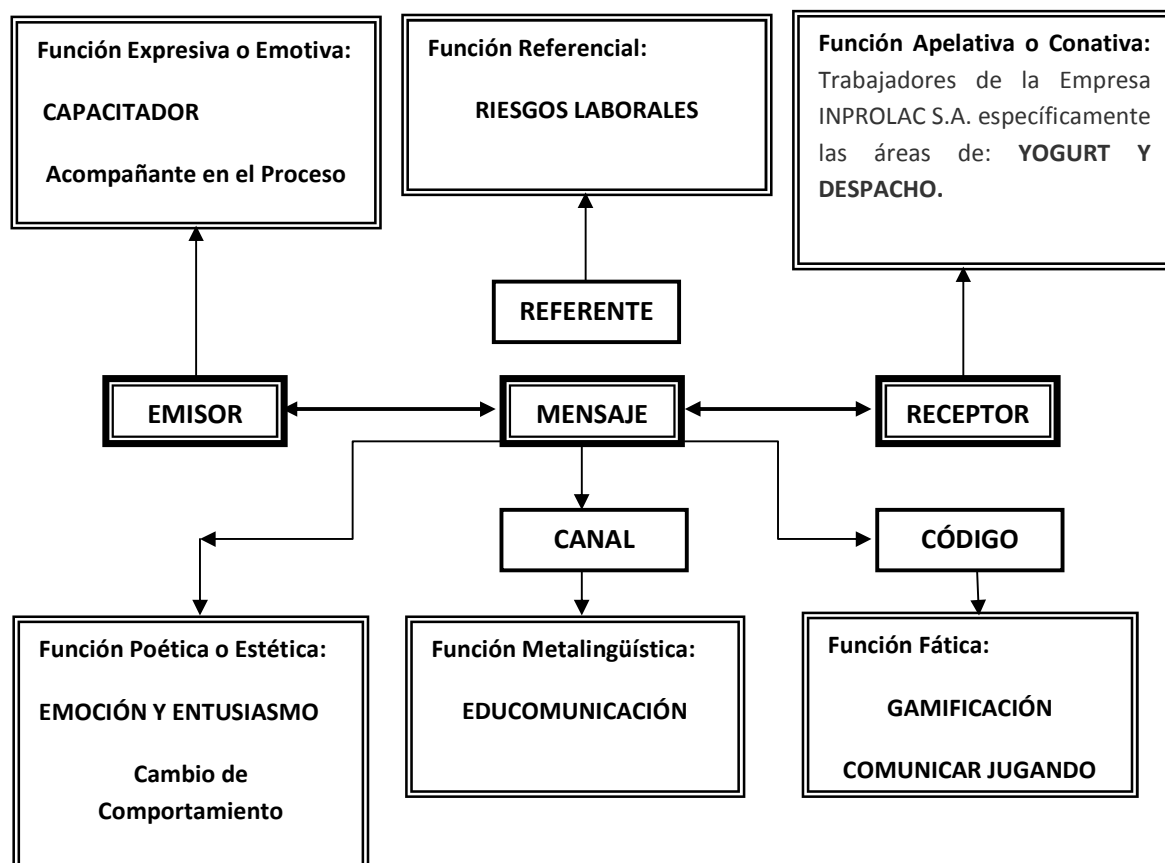 Función Expresiva o Emotiva:
CAPACITADOR
Acompañante en el Proceso
Función Referencial:
RIESGOS LABORALES
Función Apelativa o Conativa:
Trabajadores de la Empresa
INPROLAC S.A. específicamente
las áreas de: YOGURT Y
DESPACHO.
REFERENTE
EMISOR
MENSAJE
RECEPTOR
CANAL
CÓDIGO
Función Poética o Estética:
EMOCIÓN Y ENTUSIASMO
Cambio de
Comportamiento
Función Metalingüística:
EDUCOMUNICACIÓN
Función Fática:
GAMIFICACIÓN
COMUNICAR JUGANDO